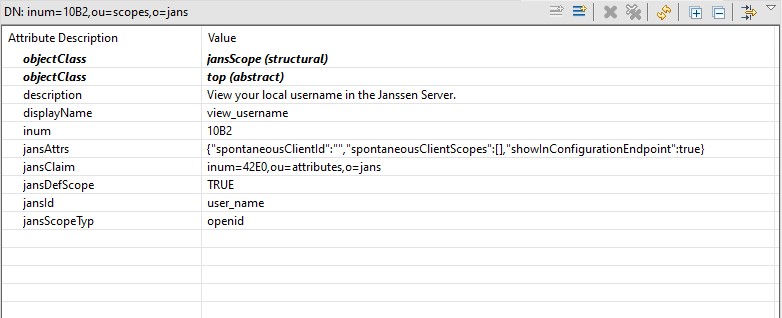 DN: inum=10B2,ou=scopes,o=jans
Attribute Description Value
objectClass jansScope (structural)
objectClass top (abstract)
description View your local username in the Janssen Server.
displayName view_username
inum 10B2
jansAttrs {"spontaneousClientId":"","spontaneousClientScopes":[],"showInConfigurationEndpoint":true}
jansClaim inum=42E0,ou=attributes,o=jans
jansDefScope TRUE
jansId user_name
jansScopeTyp openid